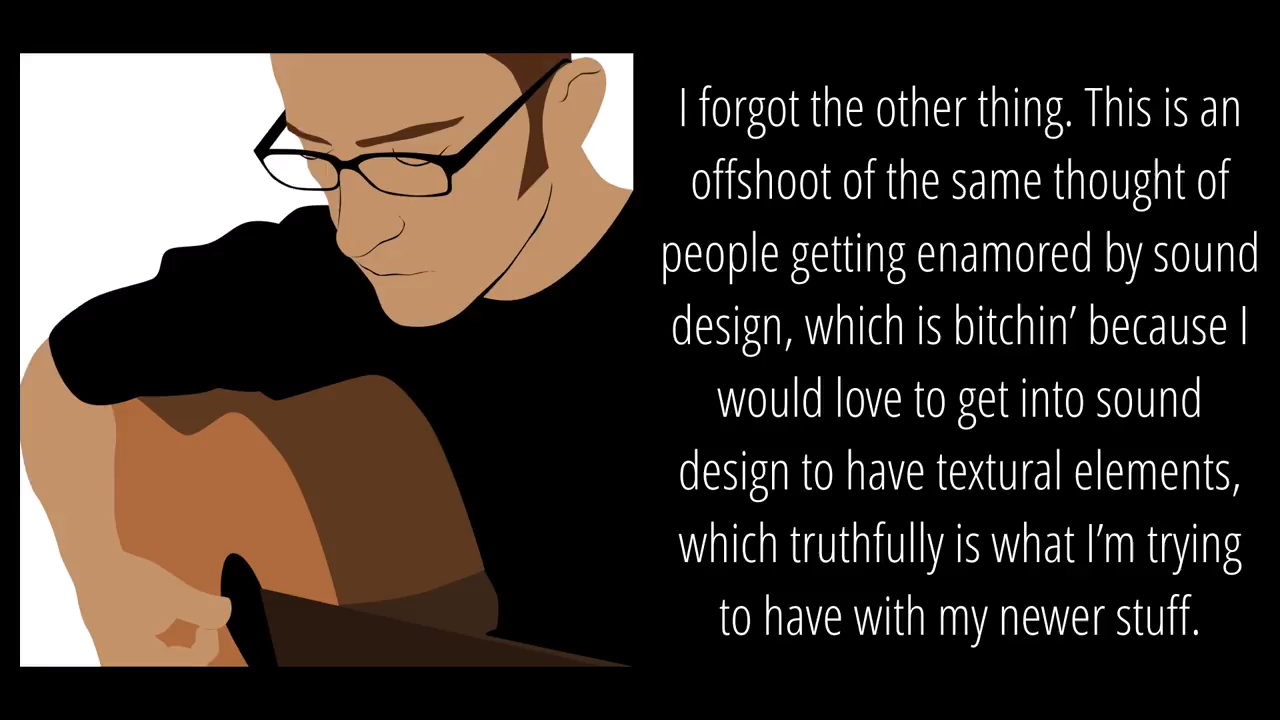 I forgot the other thing. This is an
offshoot of the same thought of
people getting enamored by sound
design, which is bitchin’ because I
would love to get into sound
design to have textural elements,
which truthfully is what I’m trying
to have with my newer stuff.